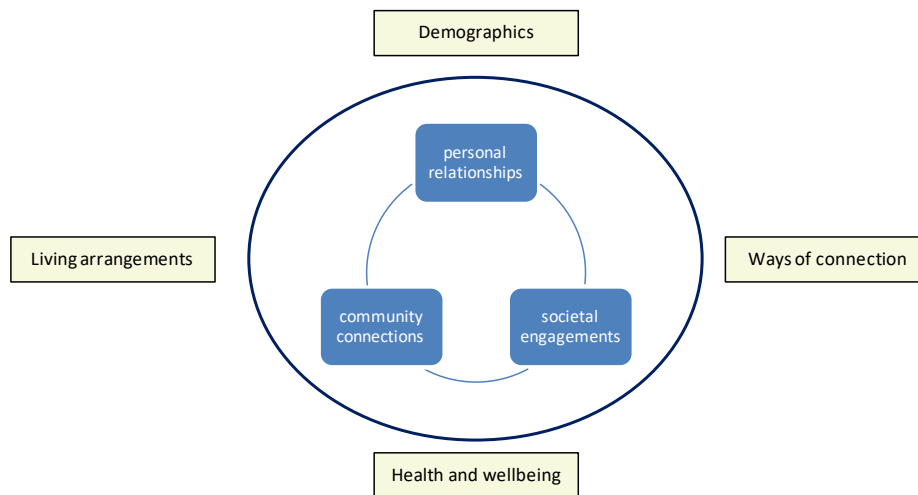 Demographics
personal
relationships
Living arrangements
Ways of connection
community
connections
societal
engagements
Health and wellbeing